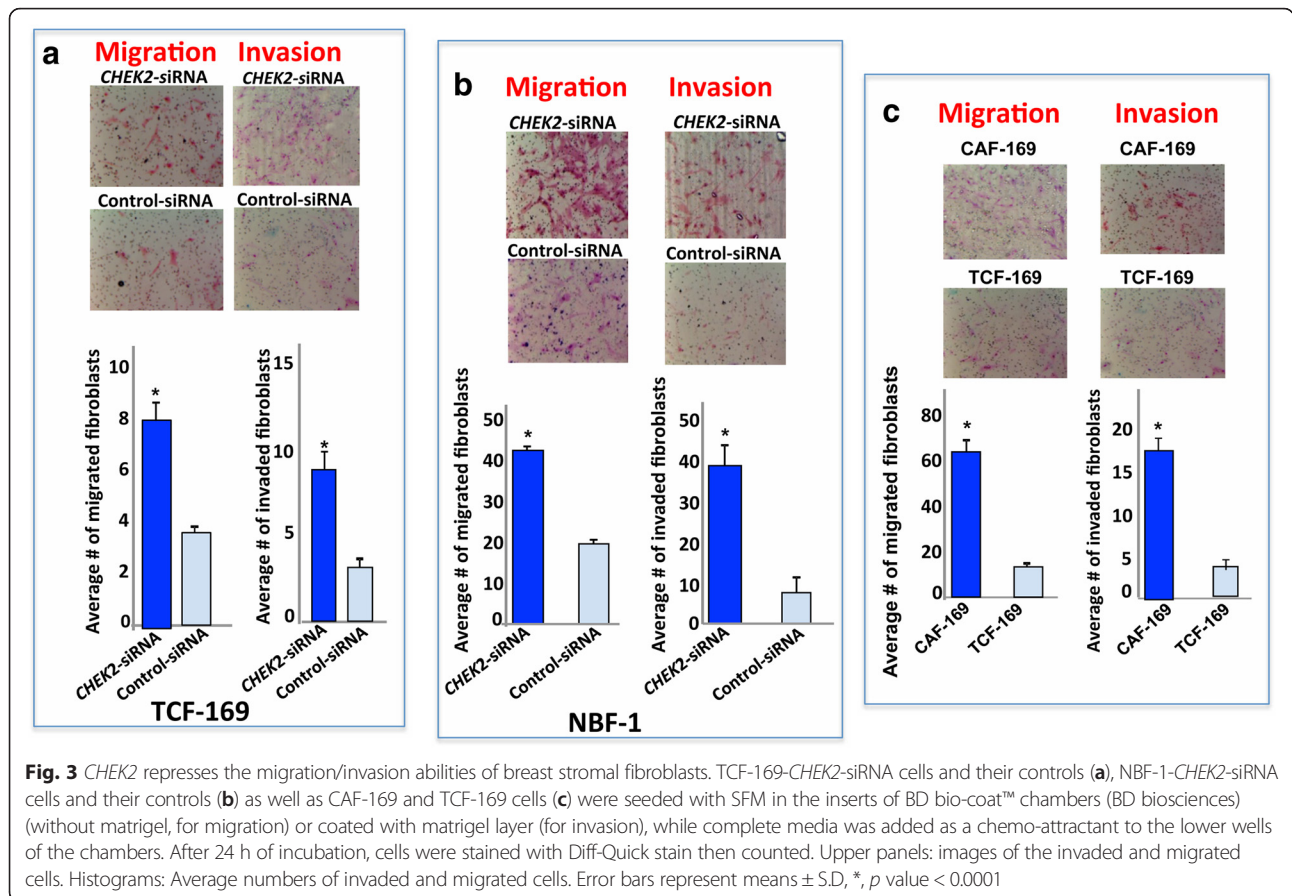 a
Migration Invasion
CHEK2-siRNA CHEK2-siRNA
Control-siRNA Control-siRNA
Average # of migrated fibroblasts
10
8
6
4
2
0
*
CHEK2-siRNA
Control-siRNA
Average # of invaded fibroblasts
15
10
5
0
*
CHEK2-siRNA
Control-siRNA
TCF-169
b
Migration Invasion
CHEK2-siRNA CHEK2-siRNA
Control-siRNA Control-siRNA
Average # of migrated fibroblasts
50
40
30
20
10
0
*
CHEK2-siRNA
Control-siRNA
Average # of invaded fibroblasts
50
40
30
20
10
0
*
CHEK2-siRNA
Control-siRNA
NBF-1
c
Migration Invasion
CAF-169 CAF-169
TCF-169 TCF-169
Average # of migrated fibroblasts
80
60
40
20
0
*
CAF-169
TCF-169
Average # of invaded fibroblasts
20
15
10
5
0
*
CAF-169
TCF-169
Fig. 3 CHEK2 represses the migration/invasion abilities of breast stromal fibroblasts. TCF-169-CHEK2-siRNA cells and their controls (a), NBF-1-CHEK2-siRNA
cells and their controls (b) as well as CAF-169 and TCF-169 cells (c) were seeded with SFM in the inserts of BD bio-coat™ chambers (BD biosciences)
(without matrigel, for migration) or coated with matrigel layer (for invasion), while complete media was added as a chemo-attractant to the lower wells
of the chambers. After 24 h of incubation, cells were stained with Diff-Quick stain then counted. Upper panels: images of the invaded and migrated
cells. Histograms: Average numbers of invaded and migrated cells. Error bars represent means ± S.D, *, p value < 0.0001